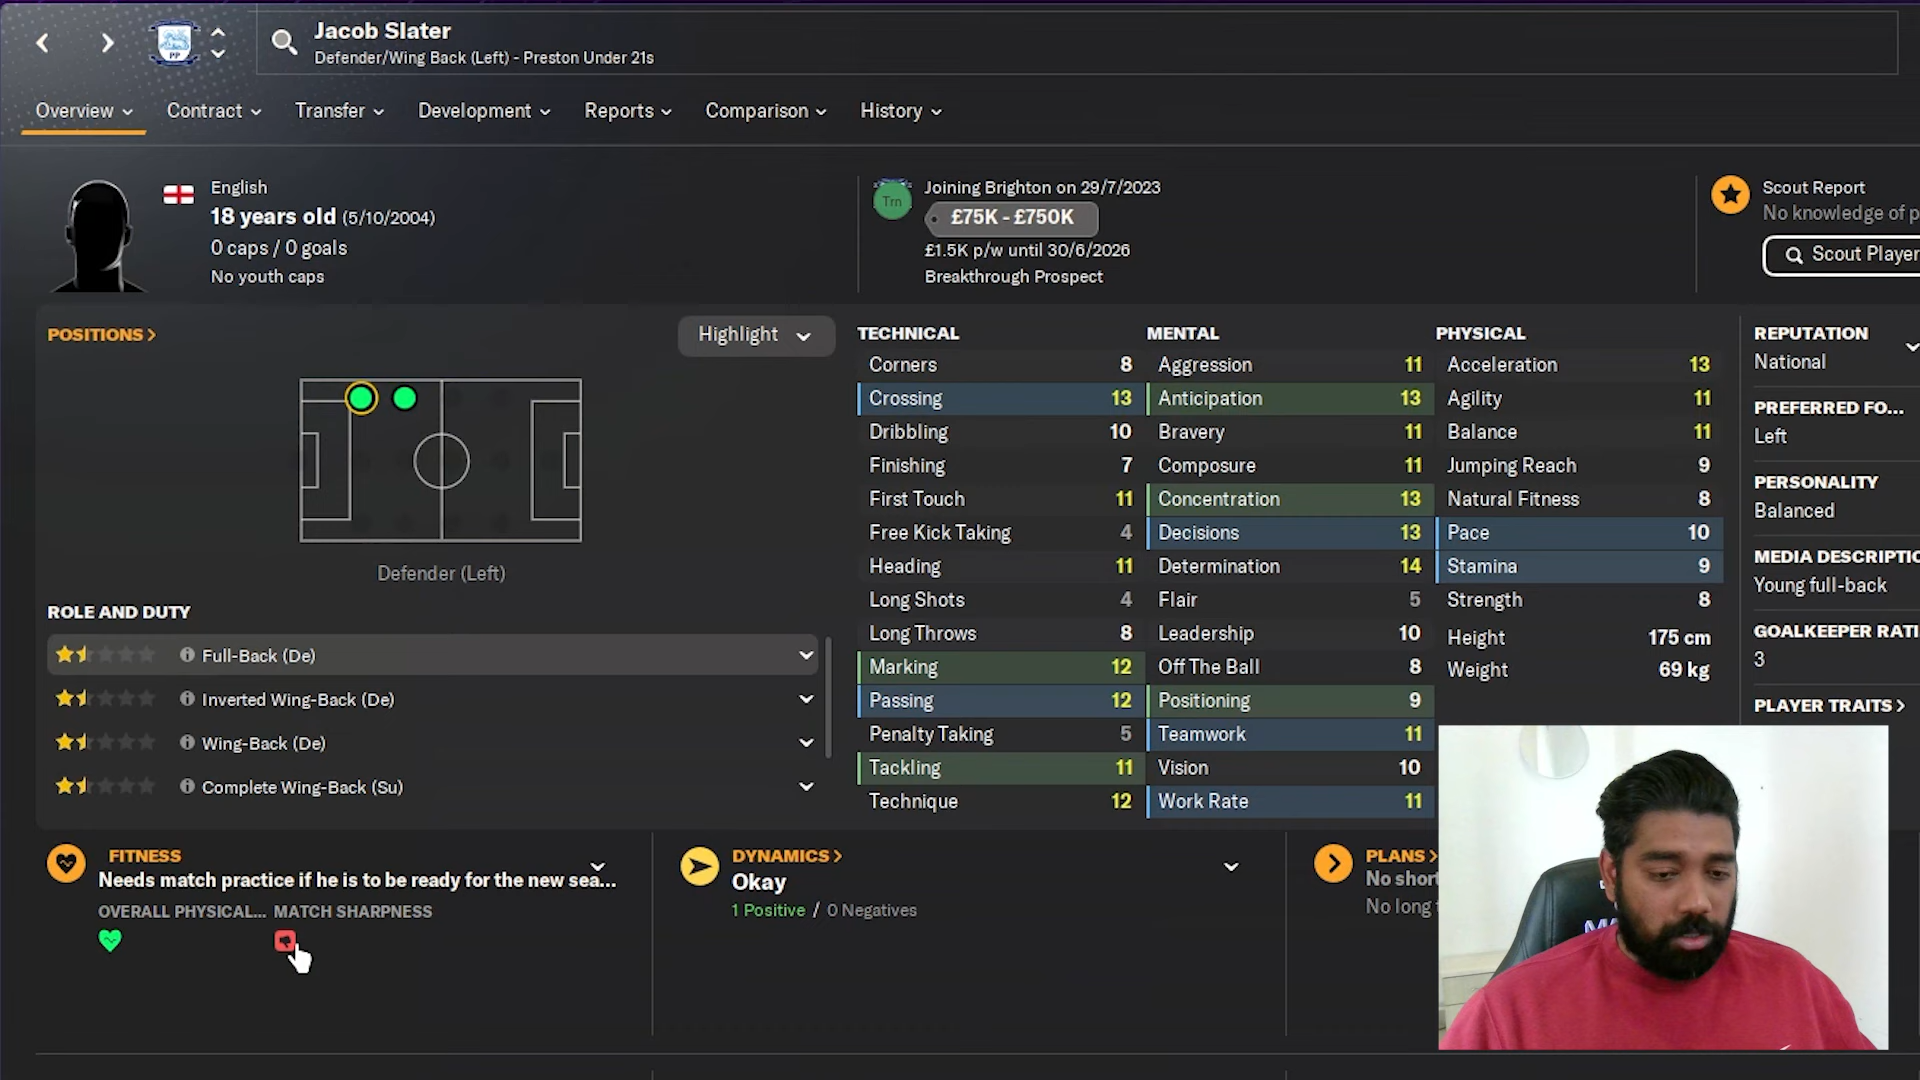 Jacob Slater
Defender/Wing Back (Left) - Preston Under 21s
Overview
Contract
Transfer
Development
Reports
Comparison
History
English
18 years old (5/10/2004)
0 caps / 0 goals
No youth caps
Trn
Joining Brighton on 29/7/2023
£75K - £750K
£1.5K p/w until 30/6/2026
Breakthrough Prospect
Scout Report
No knowledge of p
Scout Player
POSITIONS
Highlight
Defender (Left)
ROLE AND DUTY
Full-Back (De)
Inverted Wing-Back (De)
Wing-Back (De)
Complete Wing-Back (Su)
TECHNICAL
Corners 8
Crossing 13
Dribbling 10
Finishing 7
First Touch 11
Free Kick Taking 4
Heading 11
Long Shots 4
Long Throws 8
Marking 12
Passing 12
Penalty Taking 5
Tackling 11
Technique 12
MENTAL
Aggression 11
Anticipation 13
Bravery 11
Composure 11
Concentration 13
Decisions 13
Determination 14
Flair 5
Leadership 10
Off The Ball 8
Positioning 9
Teamwork 11
Vision 10
Work Rate 11
PHYSICAL
Acceleration 13
Agility 11
Balance 11
Jumping Reach 9
Natural Fitness 8
Pace 10
Stamina 9
Strength 8
Height 175 cm
Weight 69 kg
REPUTATION
National
PREFERRED FO...
Left
PERSONALITY
Balanced
MEDIA DESCRIPTIO
Young full-back
GOALKEEPER RATI
3
PLAYER TRAITS
FITNESS
Needs match practice if he is to be ready for the new sea...
OVERALL PHYSICAL... MATCH SHARPNESS
DYNAMICS
Okay
1 Positive / 0 Negatives
PLANS
No short
No long